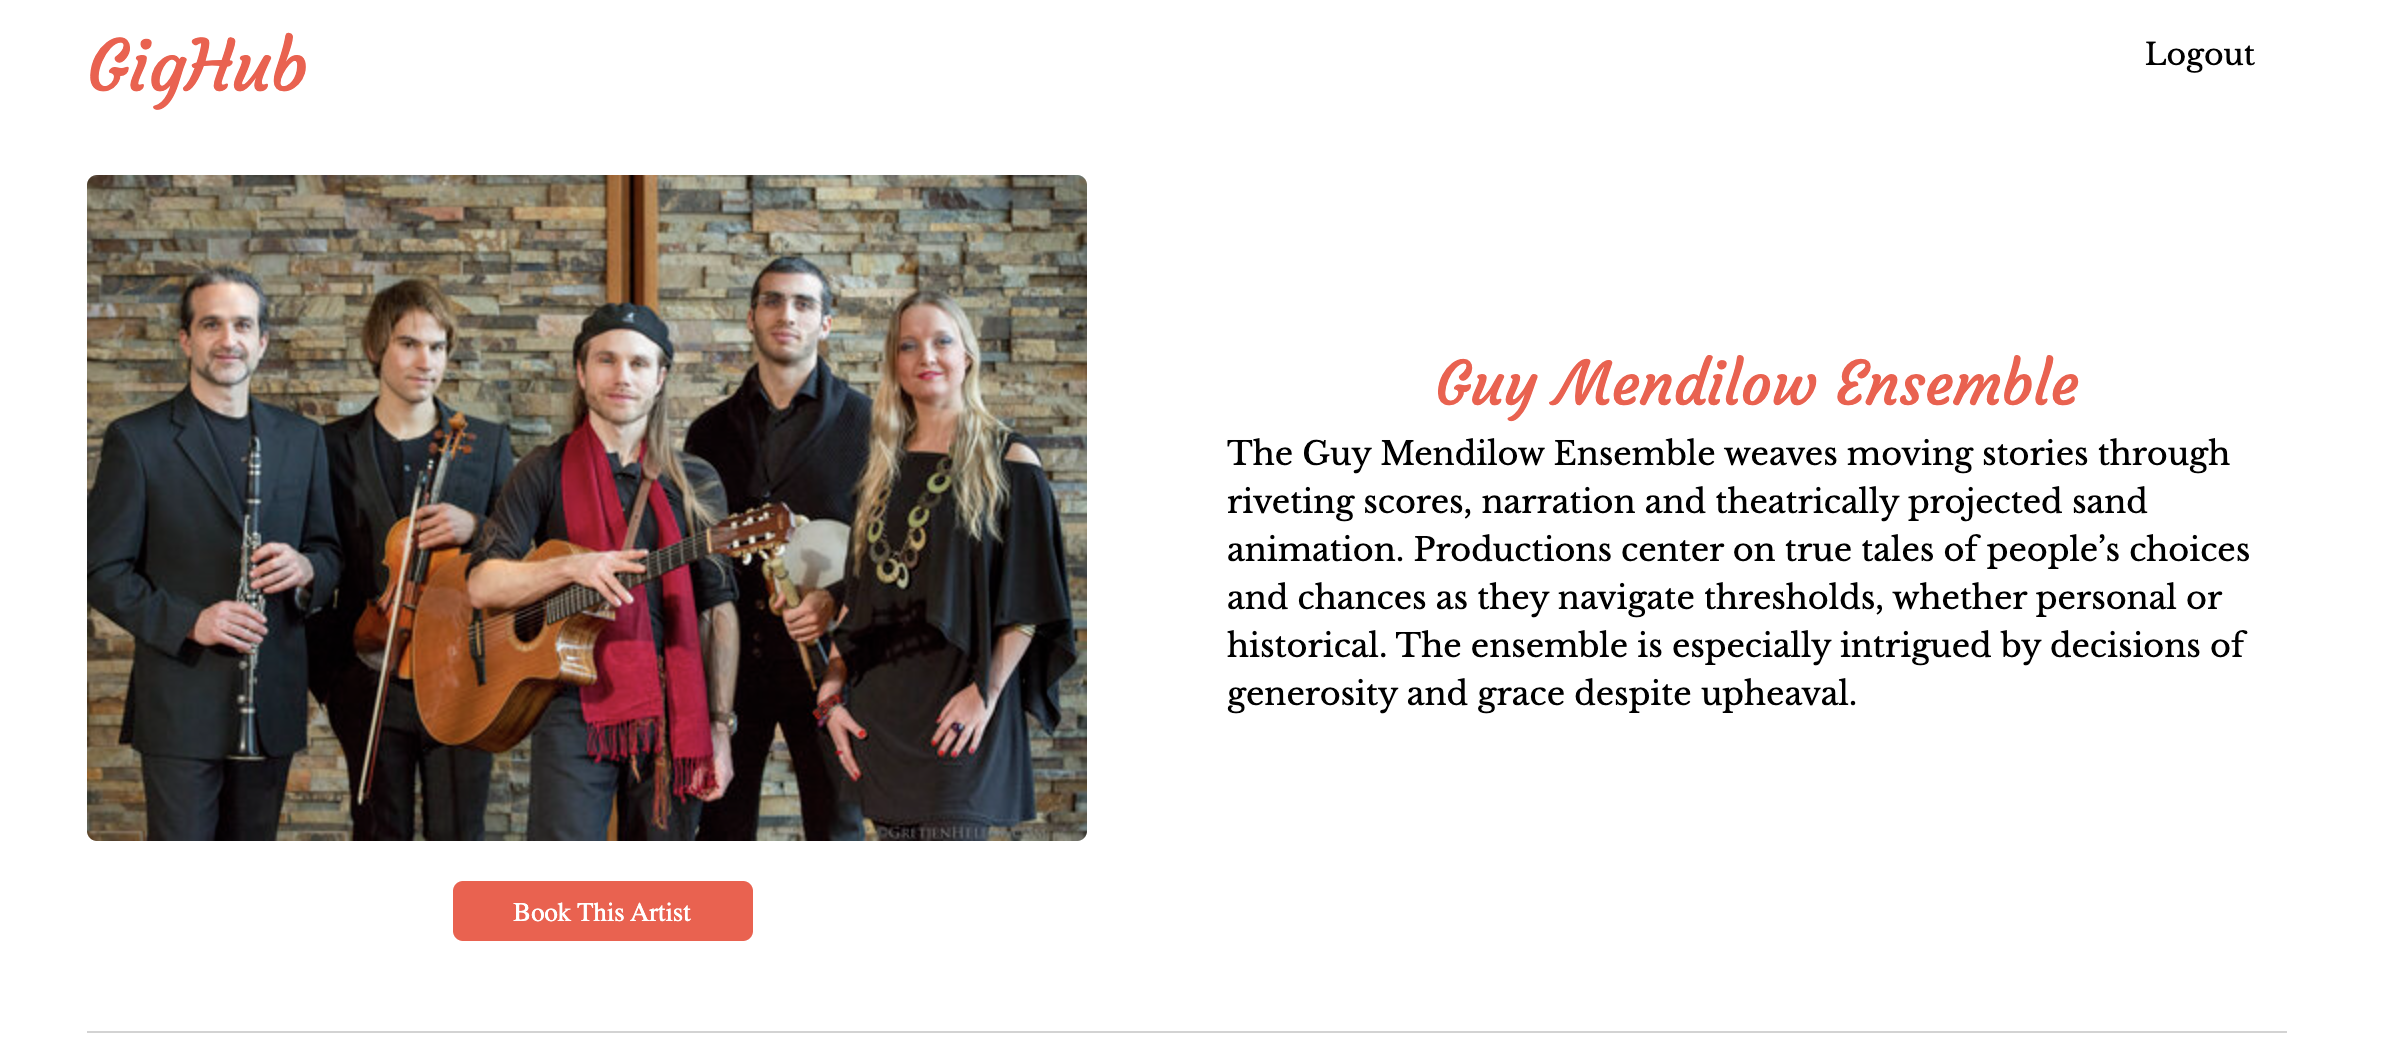 GigHub
Logout
Guy Mendilow Ensemble
The Guy Mendilow Ensemble weaves moving stories through
riveting scores, narration and theatrically projected sand
animation. Productions center on true tales of people’s choices
and chances as they navigate thresholds, whether personal or
historical. The ensemble is especially intrigued by decisions of
generosity and grace despite upheaval.
Book This Artist